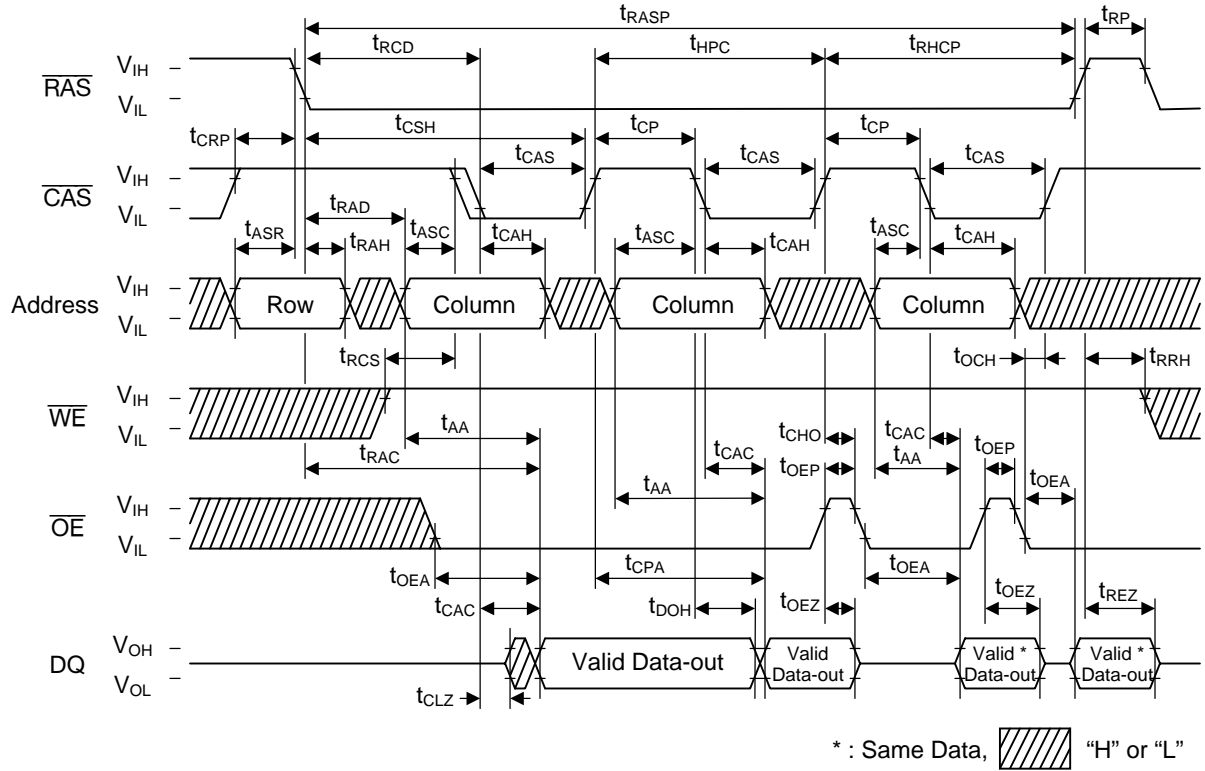 tRASP tRP
tRCD tHPC tRHCP
RAS VIH
VIL
tCRP tCSH tCP tCP
tCAS tCAS tCAS
CAS VIH
VIL
tRAD
tASR tRAH tASC tCAH tASC tCAH tASC tCAH
Address VIH
VIL
Row Column Column Column
tRCS tOCH tRRH
WE VIH
VIL
tAA tCHO tCAC
tRAC tCAC tOEP tAA tOEP
tAA tOEA
OE VIH
VIL
tOEA tCPA tOEA
tCAC tDOH tOEZ tOEZ tREZ
DQ VOH
VOL
Valid Data-out
Valid
Data-out
Valid *
Data-out
Valid *
Data-out
tCLZ
* : Same Data, “H” or “L”